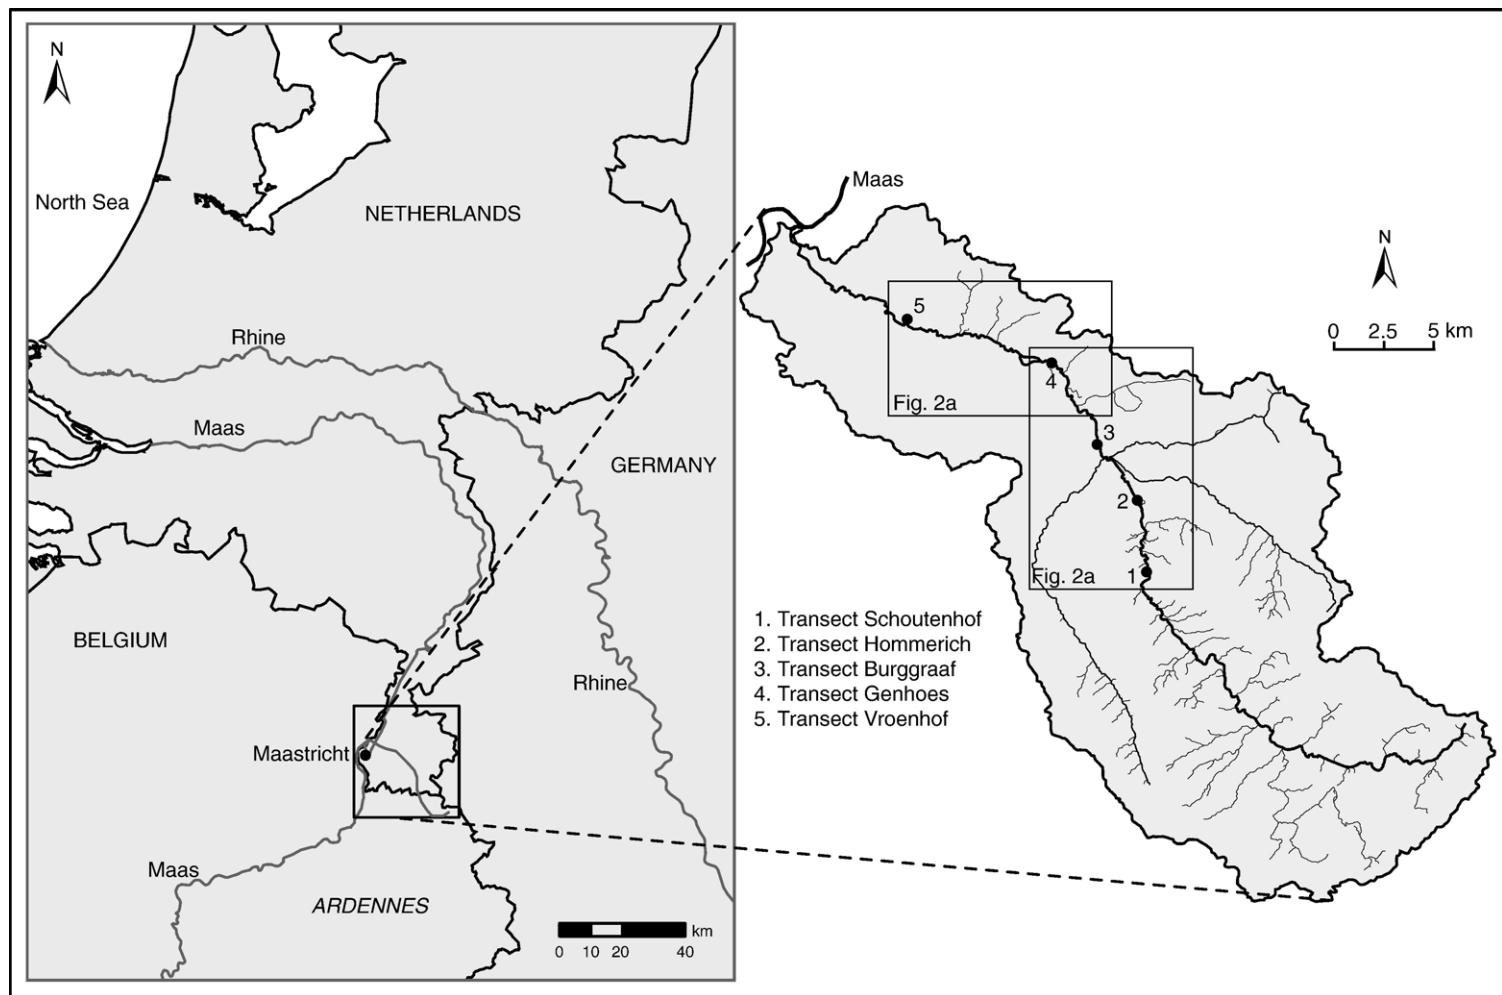 N
North Sea
NETHERLANDS
Rhine
Maas
GERMANY
BELGIUM
Rhine
Maastricht
Maas
ARDENNES
km
0 10 20 40
Maas
N
0 2.5 5 km
5
4
Fig. 2a
3
2
1
Fig. 2a
1. Transect Schoutenhof
2. Transect Hommerich
3. Transect Burggraaf
4. Transect Genhoes
5. Transect Vroenhof